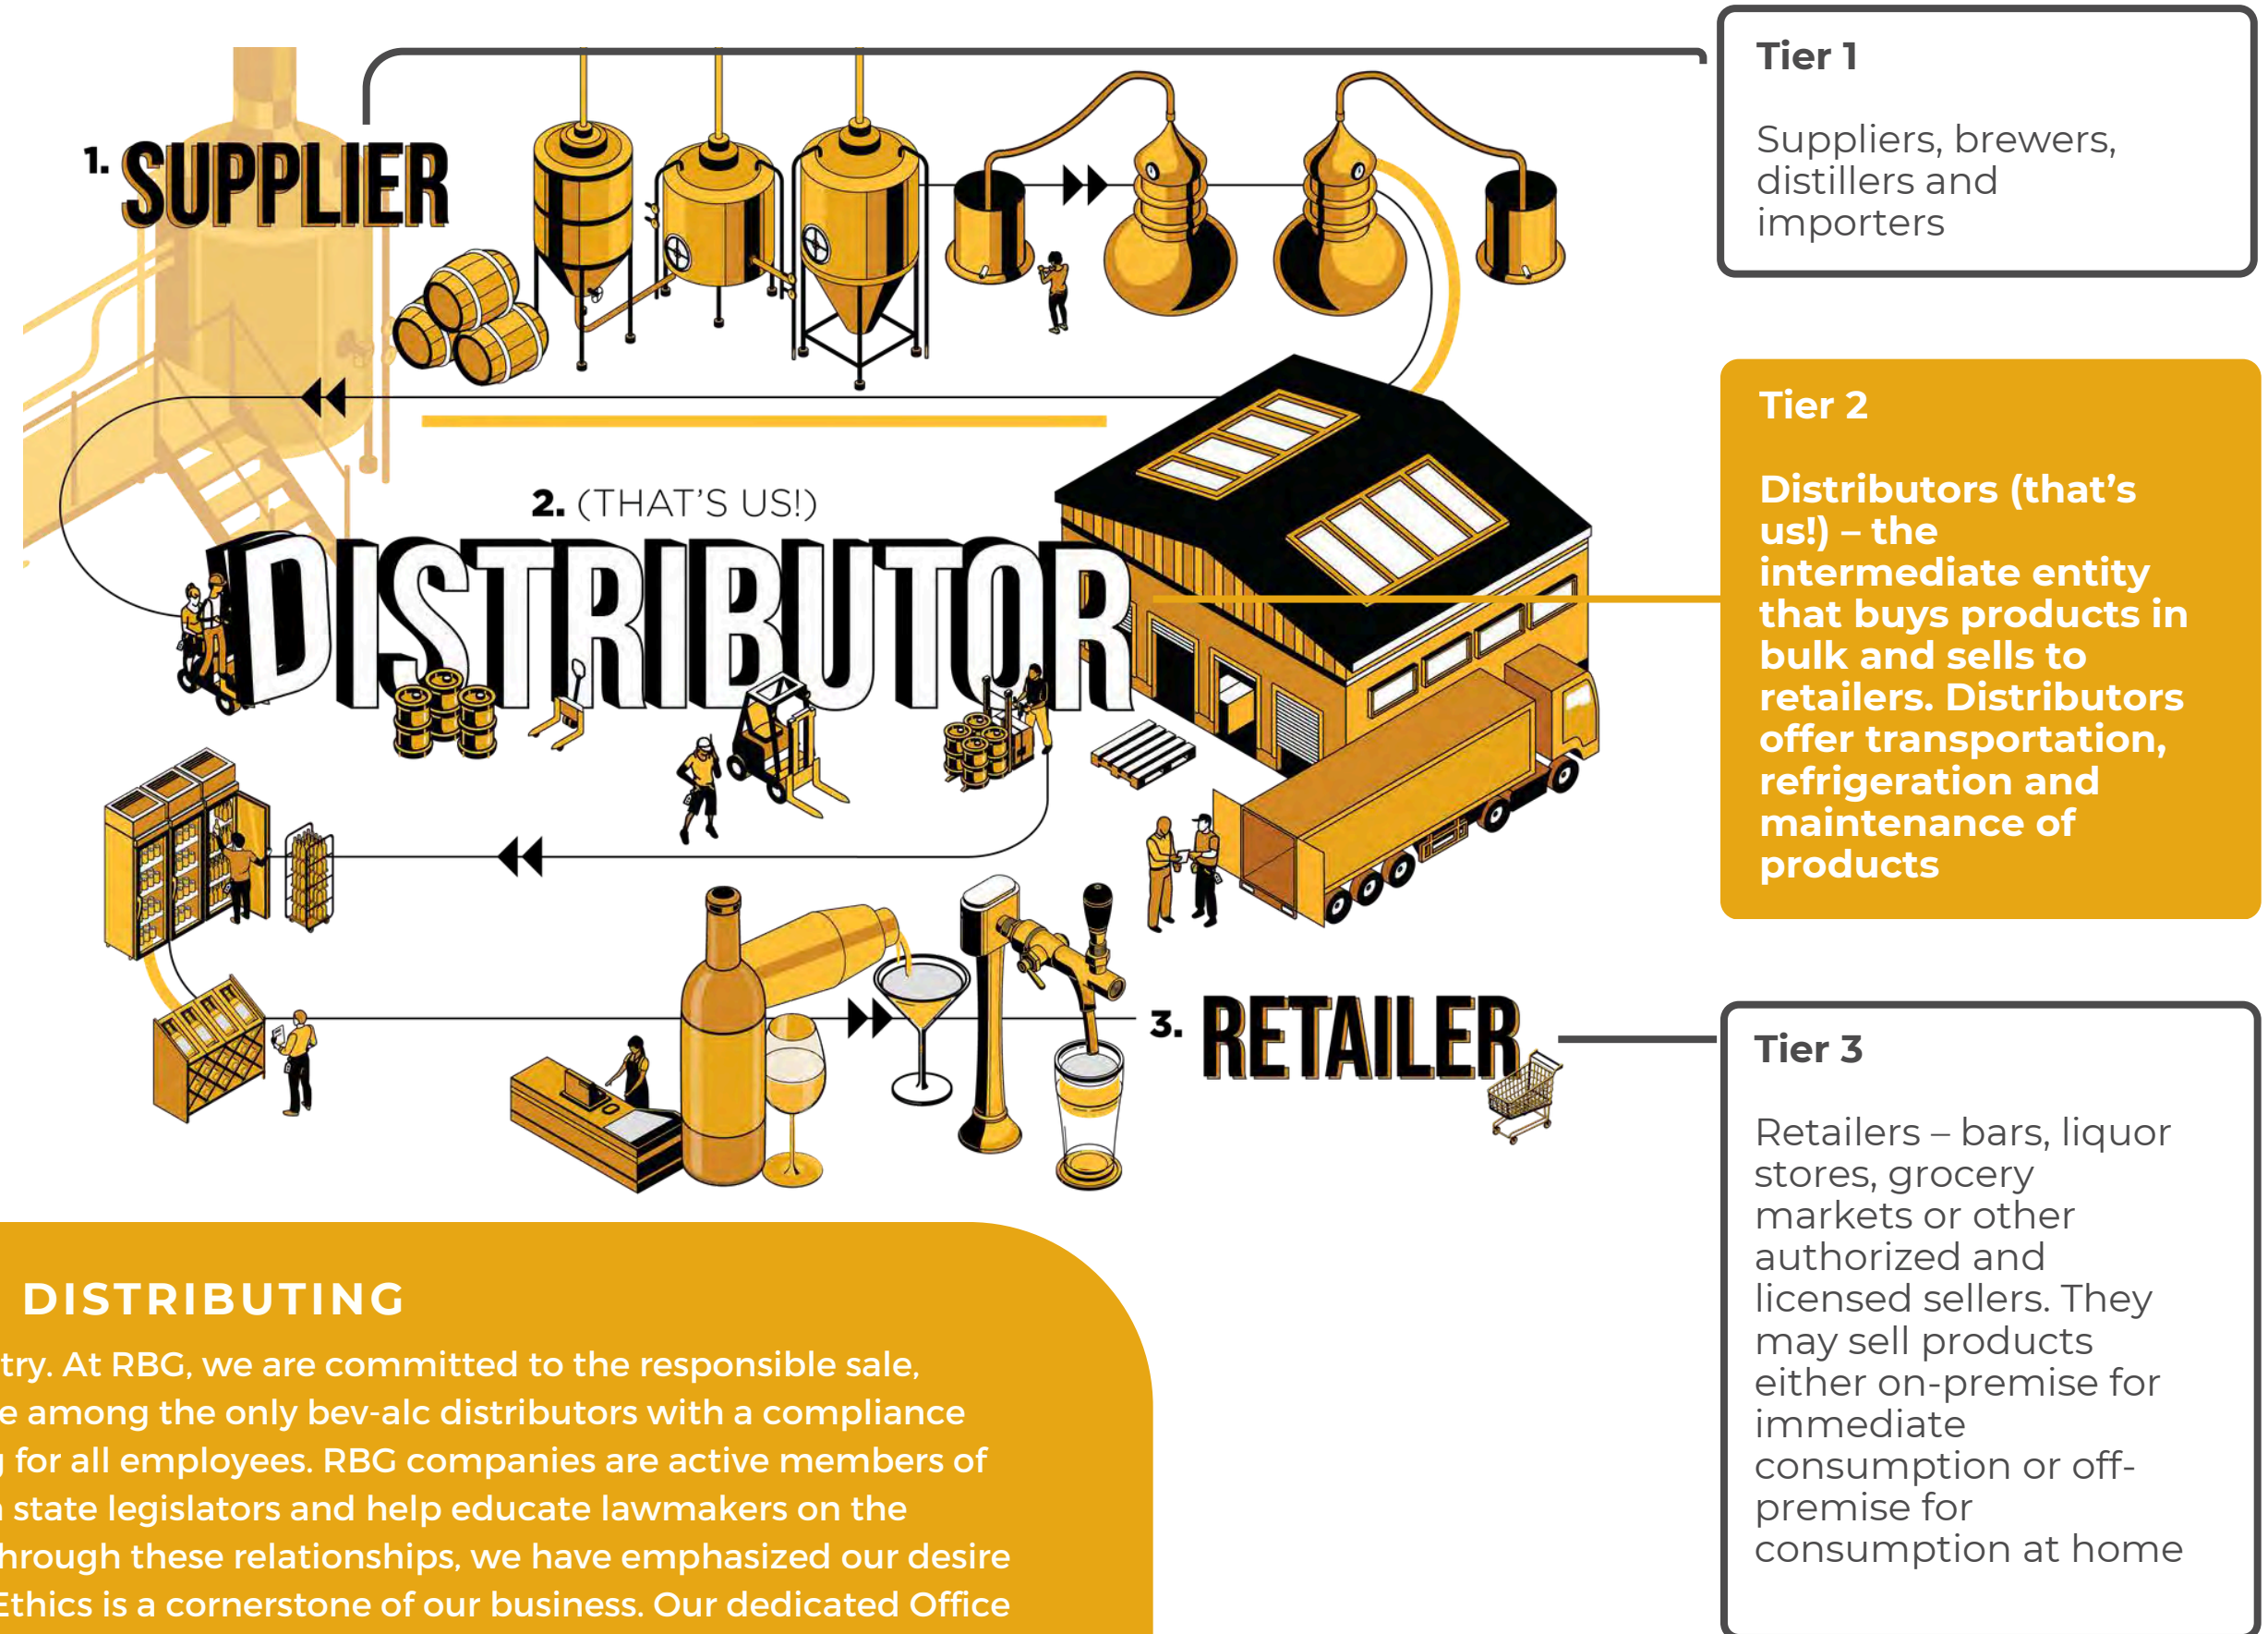 1. SUPPLIER
Tier 1
Suppliers, brewers,
distillers and
importers
2. (THAT’S US!)
DISTRIBUTOR
Tier 2
Distributors (that’s
us!) – the
intermediate entity
that buys products in
bulk and sells to
retailers. Distributors
offer transportation,
refrigeration and
maintenance of
products
3. RETAILER
Tier 3
Retailers – bars, liquor
stores, grocery
markets or other
authorized and
licensed sellers. They
may sell products
either on-premise for
immediate
consumption or off-
premise for
consumption at home
DISTRIBUTING
try. At RBG, we are committed to the responsible sale,
e among the only bev-alc distributors with a compliance
g for all employees. RBG companies are active members of
state legislators and help educate lawmakers on the
hrough these relationships, we have emphasized our desire
Ethics is a cornerstone of our business. Our dedicated Office